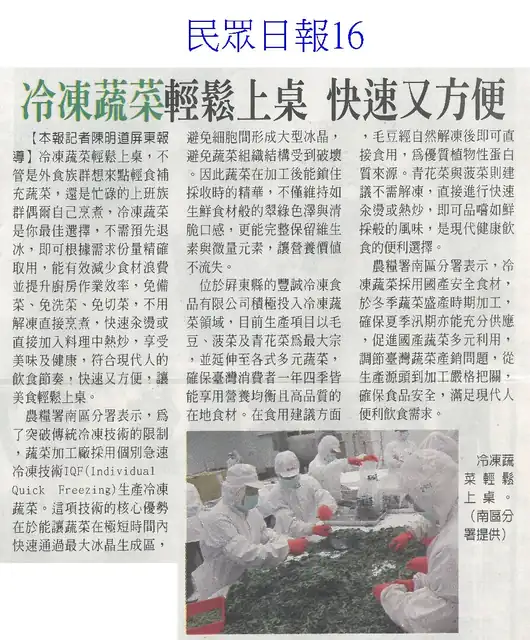 民眾日報16
冷凍蔬菜輕鬆上桌 快速又方便
【本報記者陳明道屏東報
導】冷凍蔬菜輕鬆上桌，不
管是外食族群想來點輕食補
充蔬菜，還是忙碌的上班族
群偶爾自己烹煮，冷凍蔬菜
是你最佳選擇，不需預先退
冰，即可根據需求份量精確
取用，能有效減少食材浪費
並提升廚房作業效率，免備
菜、免洗菜、免切菜，不用
解凍直接烹煮，快速汆燙或
直接加入料理中熱炒，享受
美味及健康，符合現代人的
飲食節奏，快速又方便，讓
美食輕鬆上桌。
農糧署南區分署表示，為
了突破傳統冷凍技術的限制
，蔬菜加工廠採用個別急速
冷凍技術IQF(Individual
Quick Freezing)生產冷凍
蔬菜。這項技術的核心優勢
在於能讓蔬菜在極短時間內
快速通過最大冰晶生成區，
避免細胞間形成大型冰晶，
避免蔬菜組織結構受到破壞
。因此蔬菜在加工後能鎖住
採收時的精華，不僅維持如
生鮮食材般的翠綠色澤與清
脆口感，更能完整保留維生
素與微量元素，讓營養價值
不流失。
位於屏東縣的豐誠冷凍食
品有限公司積極投入冷凍蔬
菜領域，目前生產項目以毛
豆、菠菜及青花菜為最大宗
，並延伸至各式多元蔬菜，
確保臺灣消費者一年四季皆
能享用營養均衡且高品質的
在地食材。在食用建議方面
，毛豆經自然解凍後即可直
接食用，為優質植物性蛋白
質來源。青花菜與菠菜則建
議不需解凍，直接進行快速
汆燙或熱炒，即可品嚐如鮮
採般的風味，是現代健康飲
食的便利選擇。
農糧署南區分署表示，冷
凍蔬菜採用國產安全食材，
於冬季蔬菜盛產時期加工，
確保夏季汛期亦能充分供應
，促進國產蔬菜多元利用，
調節臺灣蔬菜產銷問題，從
生產源頭到加工嚴格把關，
確保食品安全，滿足現代人
便利飲食需求。
冷凍蔬
菜輕鬆
上桌。
（南區分
署提供）